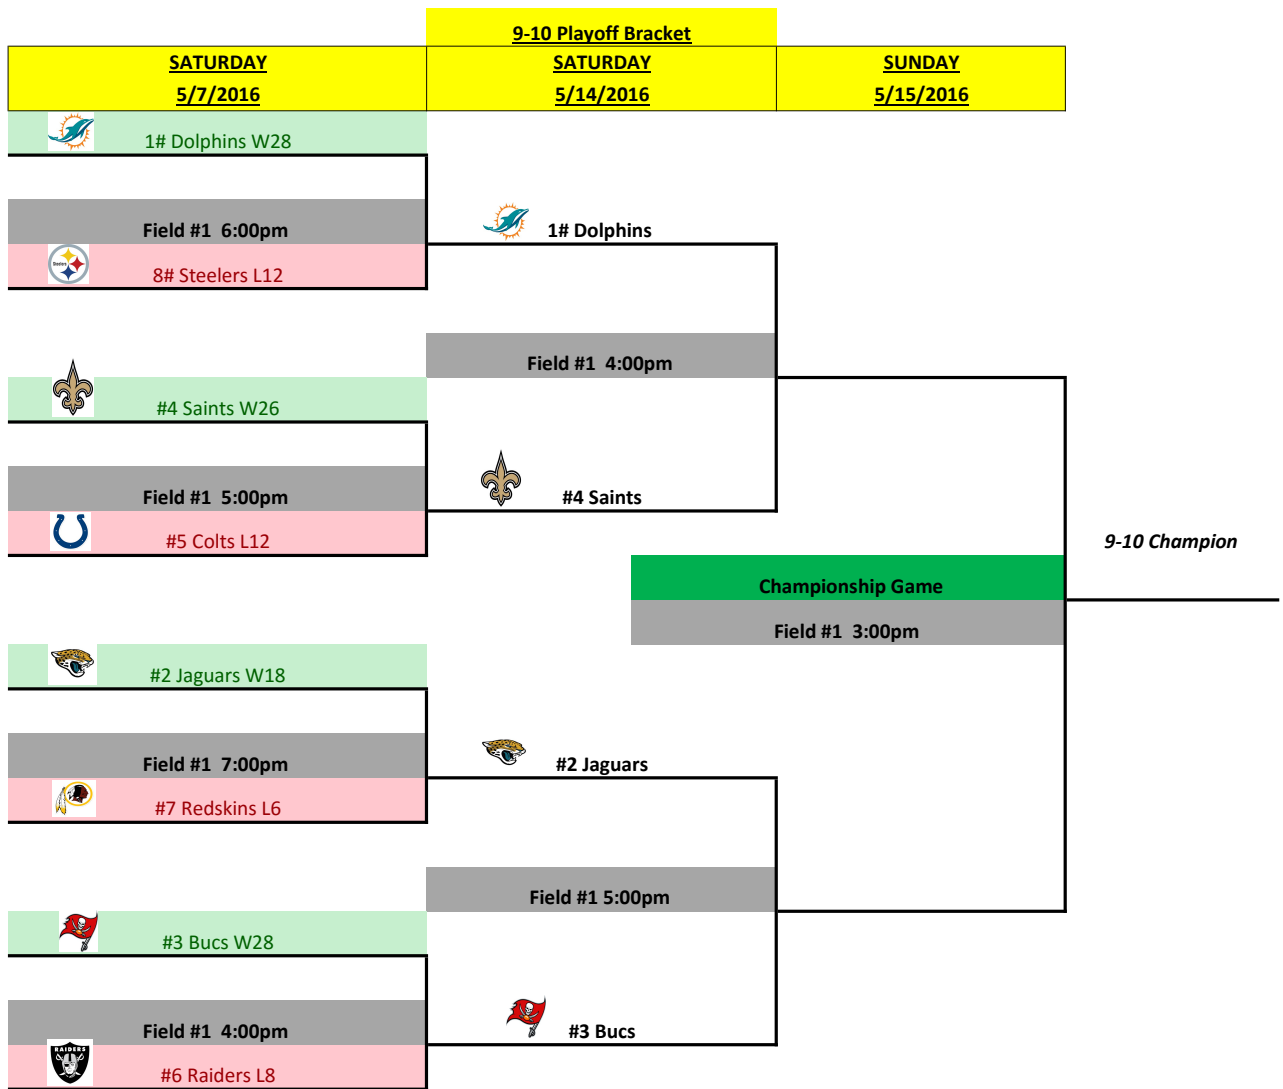 9-10 Playoff Bracket
SATURDAY
5/7/2016
SATURDAY
5/14/2016
SUNDAY
5/15/2016
1# Dolphins W28
Field #1 6:00pm
Steelers
8# Steelers L12
#4 Saints W26
Field #1 5:00pm
#5 Colts L12
#2 Jaguars W18
Field #1 7:00pm
#7 Redskins L6
#3 Bucs W28
Field #1 4:00pm
RAIDERS
#6 Raiders L8
1# Dolphins
Field #1 4:00pm
#4 Saints
#2 Jaguars
Field #1 5:00pm
#3 Bucs
Championship Game
Field #1 3:00pm
9-10 Champion